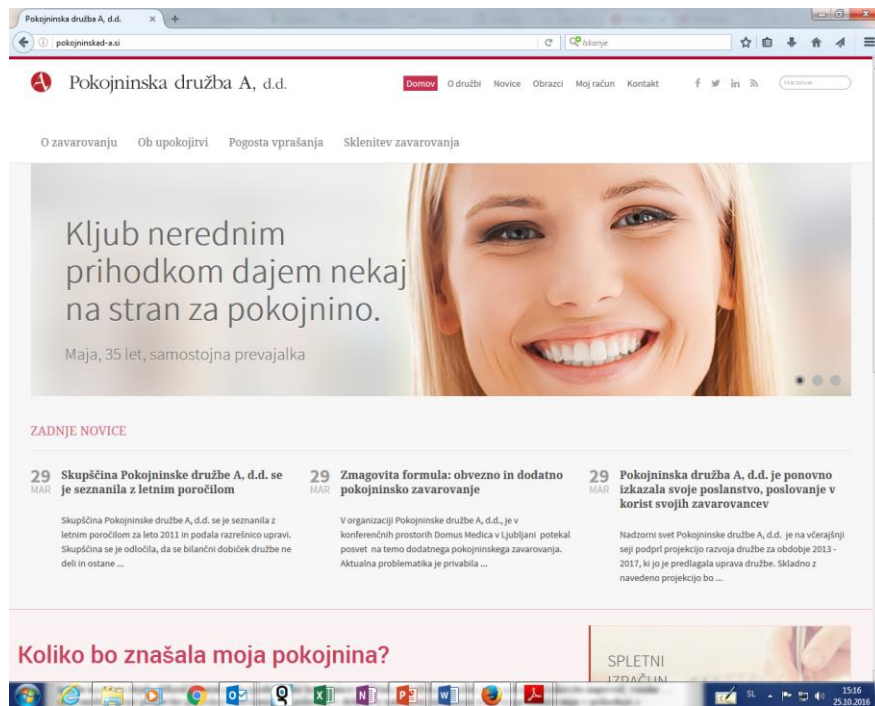 Pokojninska družba A, d.d.
pokojninskad-a.si
Iskanje
Pokojninska družba A, d.d.
Domov O družbi Novice Obrazci Moj račun Kontakt
O zavarovanju Ob upokojitvi Pogosta vprašanja Sklenitev zavarovanja
Kljub nerednim
prihodkom dajem nekaj
na stran za pokojnino.
Maja, 35 let, samostojna prevajalka
ZADNJE NOVICE
29
MAR
Skupščina Pokojninske družbe A, d.d. se
je seznanila z letnim poročilom
Skupščina Pokojninske družbe A, d.d. se je seznanila z
letnim poročilom za leto 2011 in podala razrešnico upravi.
Skupščina se je odločila, da se bilančni dobiček družbe ne
deli in ostane ...
29
MAR
Zmagovita formula: obvezno in dodatno
pokojninsko zavarovanje
V organizaciji Pokojninske družbe A, d.d., je v
konferenčnih prostorih Domus Medica v Ljubljani potekal
posvet na temo dodatnega pokojninskega zavarovanja.
Aktualna problematika je privabila ...
29
MAR
Pokojninska družba A, d.d. je ponovno
izkazala svoje poslanstvo, poslovanje v
korist svojih zavarovancev
Nadzorni svet Pokojninske družbe A, d.d. je na včerajšnji
seji podprl projekcijo razvoja družbe za obdobje 2013 -
2017, ki jo je predlagala uprava družbe. Skladno z
navedeno projekcijo bo ...
Koliko bo znašala moja pokojnina?
SPLETNI
IZRAČUN
SL
15:16
25.10.2016